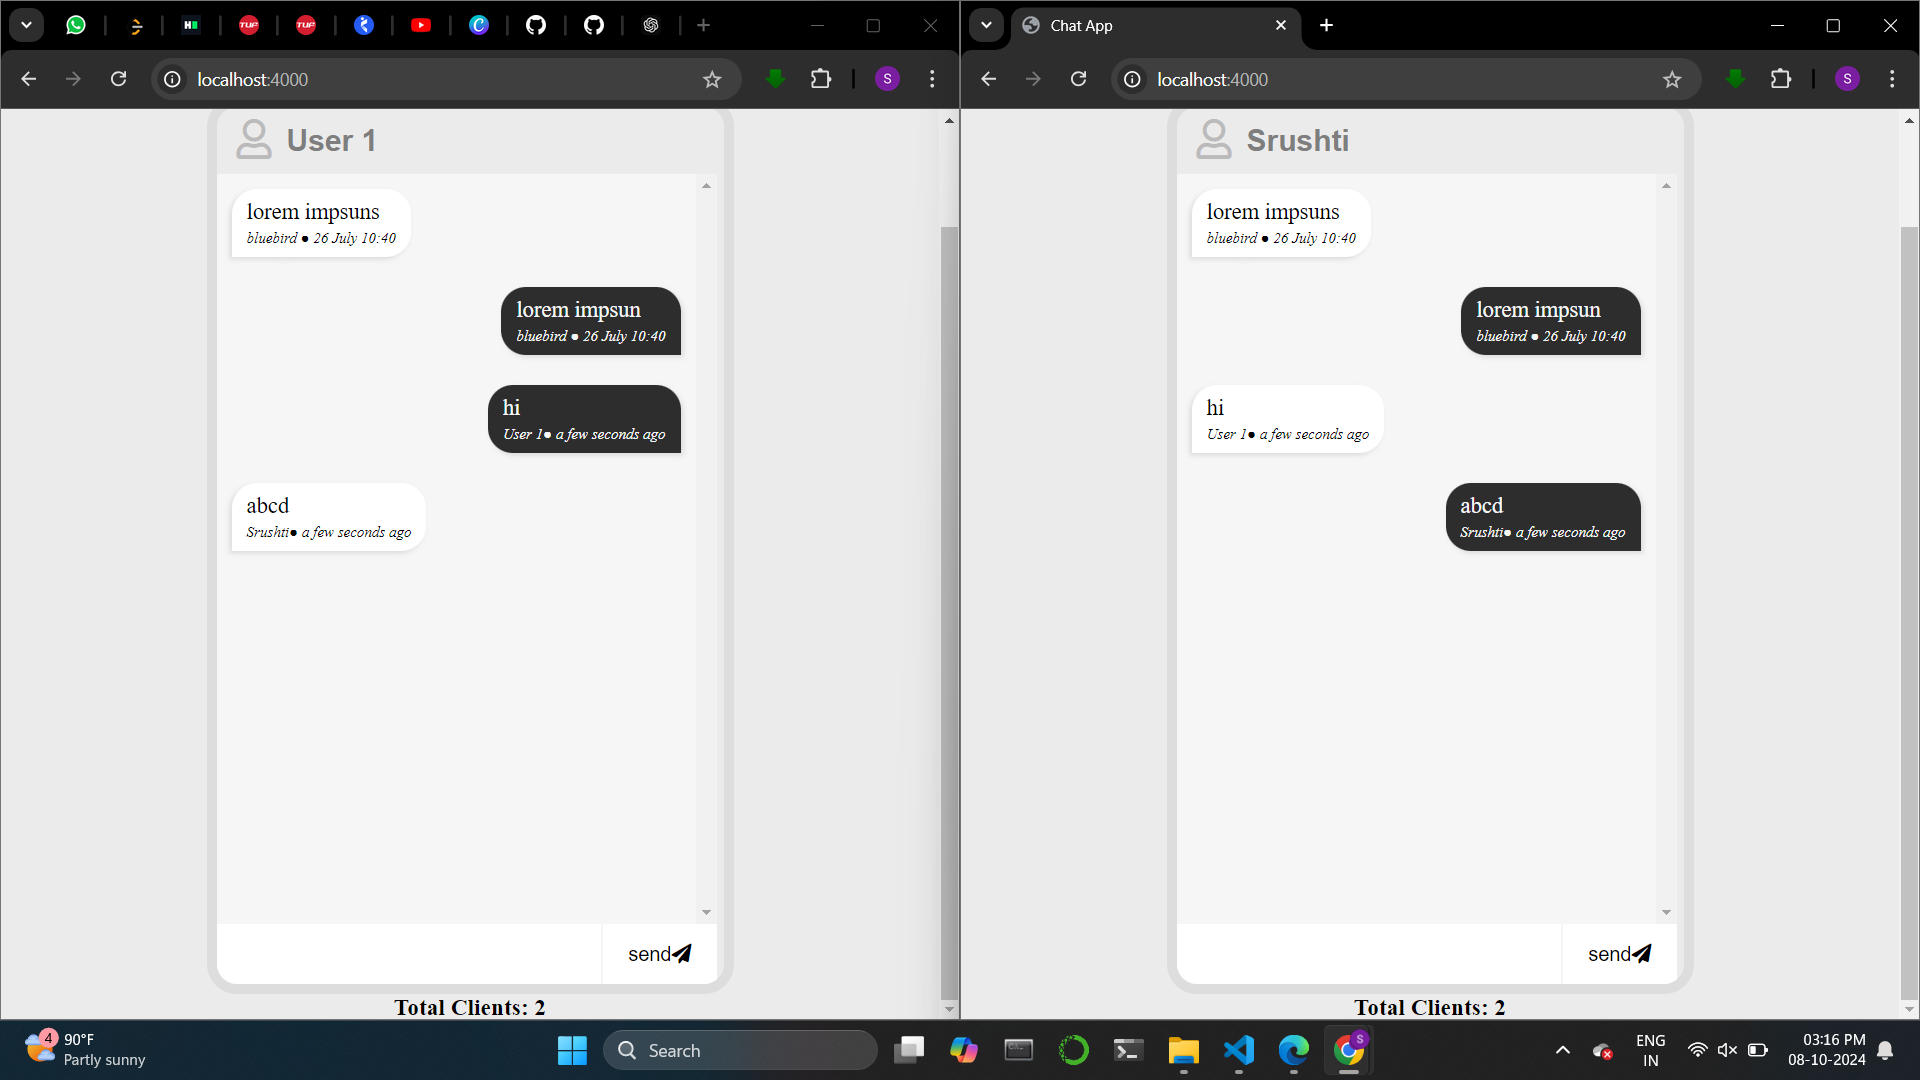 localhost:4000
User 1
lorem impsuns
bluebird ● 26 July 10:40
lorem impsun
bluebird ● 26 July 10:40
hi
User 1● a few seconds ago
abcd
Srushti● a few seconds ago
send
Total Clients: 2
Chat App
localhost:4000
Srushti
lorem impsuns
bluebird ● 26 July 10:40
lorem impsun
bluebird ● 26 July 10:40
hi
User 1● a few seconds ago
abcd
Srushti● a few seconds ago
send
Total Clients: 2
H
TUF
TUF
S
S
4
90°F
Partly sunny
Search
S
ENG
IN
03:16 PM
08-10-2024